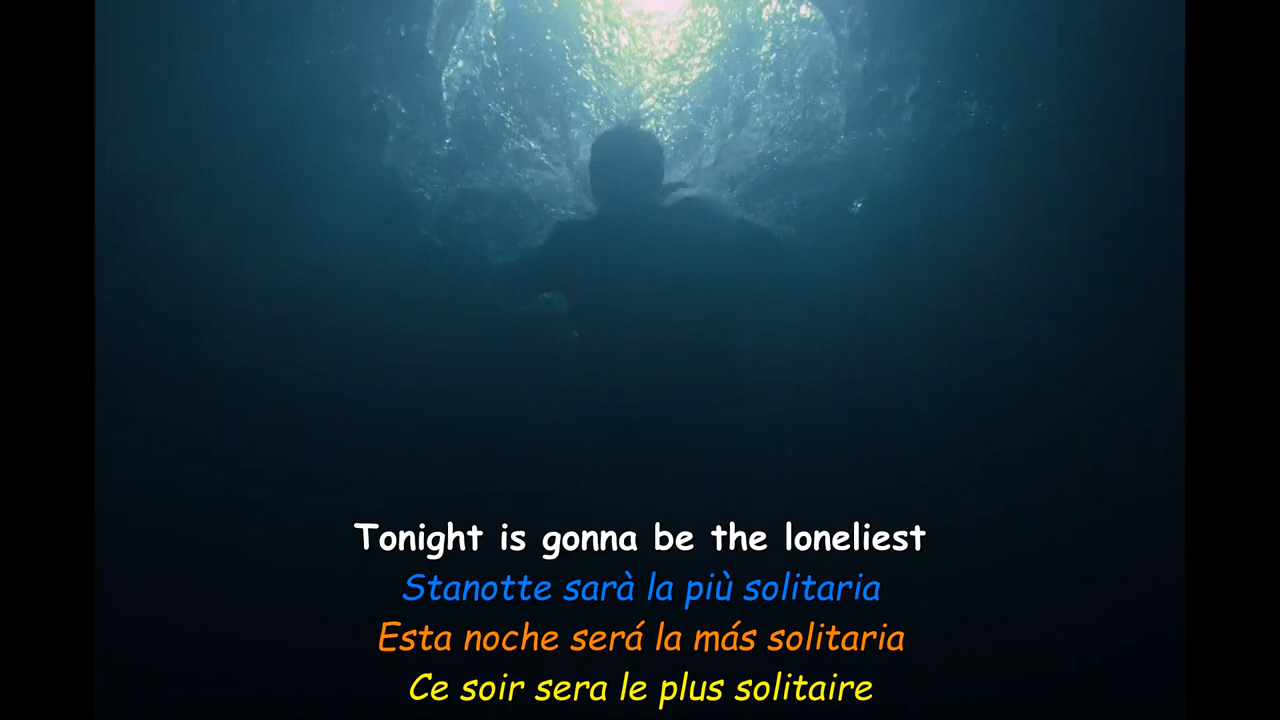 Tonight is gonna be the loneliest
Stanotte sarà la più solitaria
Esta noche será la más solitaria
Ce soir sera le plus solitaire